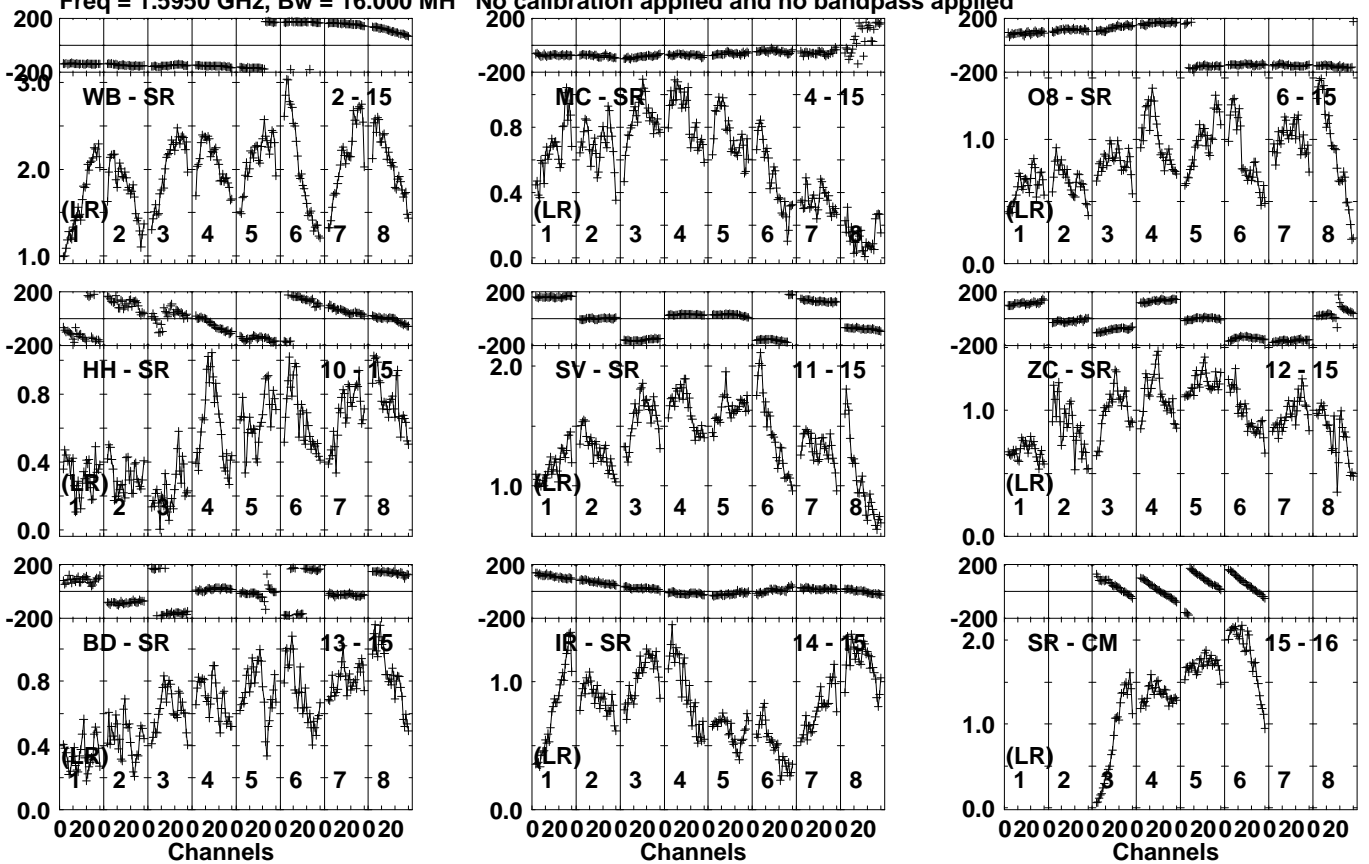 Freq = 1.5950 GHz, Bw = 16.000 MH No calibration applied and no bandpass applied
200
-200
3.0
2.0
1.0
WB - SR 2 - 15
(LR)
1 2 3 4 5 6 7 8
200
-200
0.8
0.4
0.0
MC - SR 4 - 15
(LR)
1 2 3 4 5 6 7 8
200
-200
1.0
0.0
O8 - SR 6 - 15
(LR)
1 2 3 4 5 6 7 8
200
-200
0.8
0.4
0.0
HH - SR 10 - 15
(LR)
1 2 3 4 5 6 7 8
200
-200
2.0
1.0
SV - SR 11 - 15
(LR)
1 2 3 4 5 6 7 8
200
-200
1.0
0.0
ZC - SR 12 - 15
(LR)
1 2 3 4 5 6 7 8
200
-200
0.8
0.4
0.0
BD - SR 13 - 15
(LR)
1 2 3 4 5 6 7 8
0 20 0 20 0 20 0 20 0 20 0 20 0 20 0 20
Channels
200
-200
1.0
0.0
IR - SR 14 - 15
(LR)
1 2 3 4 5 6 7 8
0 20 0 20 0 20 0 20 0 20 0 20 0 20 0 20
Channels
200
-200
2.0
1.0
0.0
SR - CM 15 - 16
(LR)
1 2 3 4 5 6 7 8
0 20 0 20 0 20 0 20 0 20 0 20 0 20 0 20
Channels